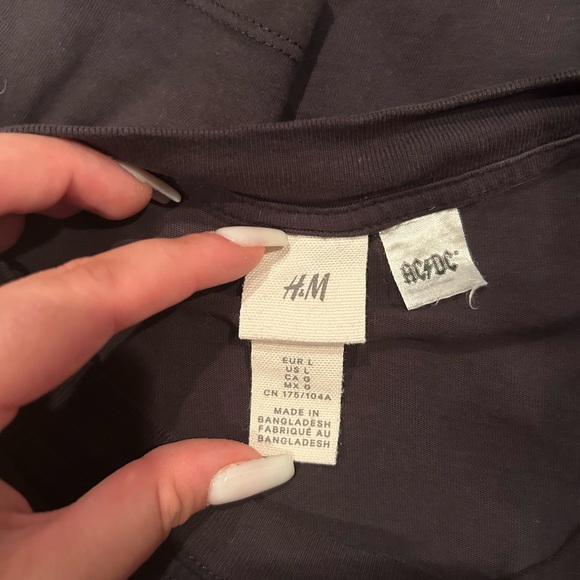 H&M
AC⚡DC
EUR L
US L
CA G
MX G
CN 175/104A
MADE IN
BANGLADESH
FABRIQUÉ AU
BANGLADESH